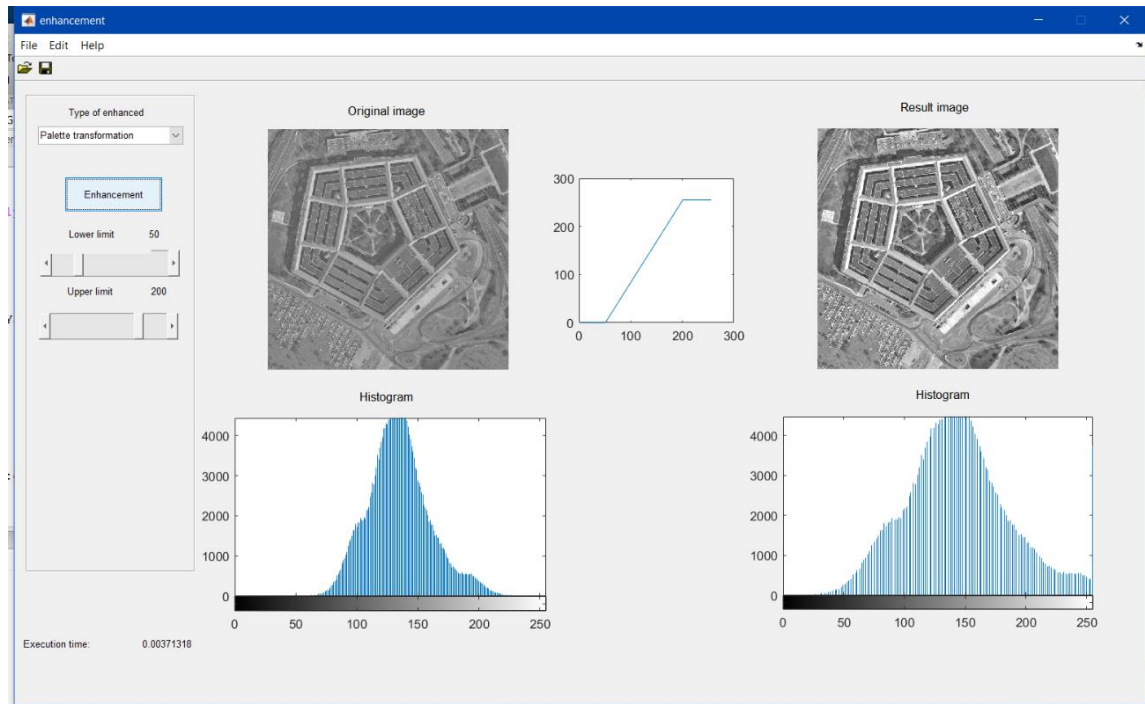 enhancement
File Edit Help
Type of enhanced
Palette transformation
Enhancement
Lower limit 50
Upper limit 200
Execution time: 0.00371318
Original image
300
200
100
0
0 100 200 300
Result image
Histogram
4000
3000
2000
1000
0
0 50 100 150 200 250
Histogram
4000
3000
2000
1000
0
0 50 100 150 200 250